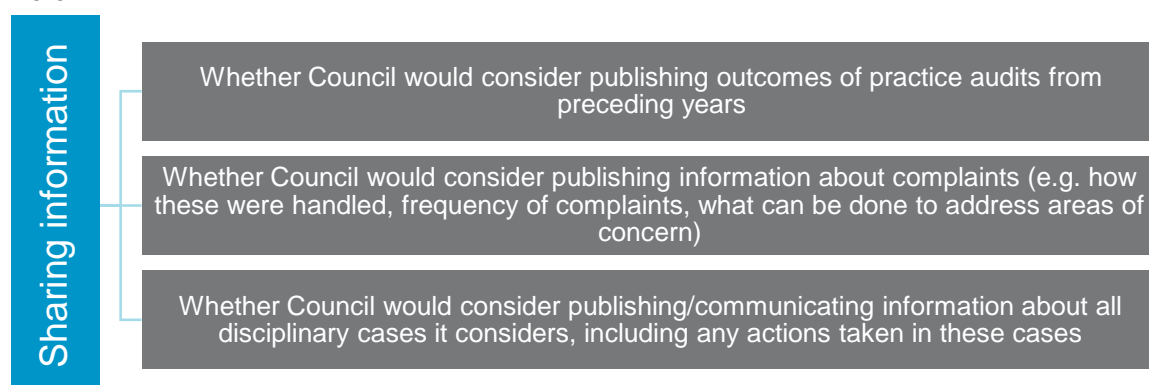 Sharing information
Whether Council would consider publishing outcomes of practice audits from
preceding years
Whether Council would consider publishing information about complaints (e.g. how
these were handled, frequency of complaints, what can be done to address areas of
concern)
Whether Council would consider publishing/communicating information about all
disciplinary cases it considers, including any actions taken in these cases